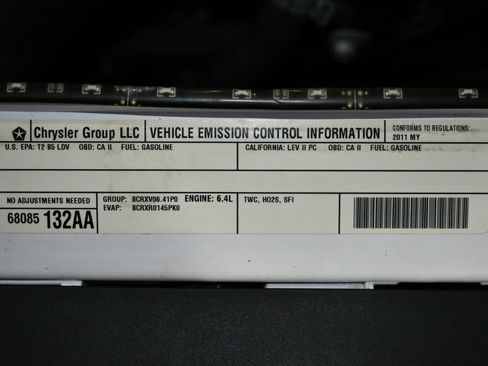 Chrysler Group LLC VEHICLE EMISSION CONTROL INFORMATION CONFORMS TO REGULATIONS:
2011 MY
U.S. EPA: T2 B5 LDV OBD: CA II FUEL: GASOLINE CALIFORNIA: LEV II PC OBD: CA II FUEL: GASOLINE
NO ADJUSTMENTS NEEDED GROUP: BCRXV06.41P0 ENGINE: 6.4L TWC, HO2S, SFI
EVAP: BCRXR0145PK0
68085 132AA